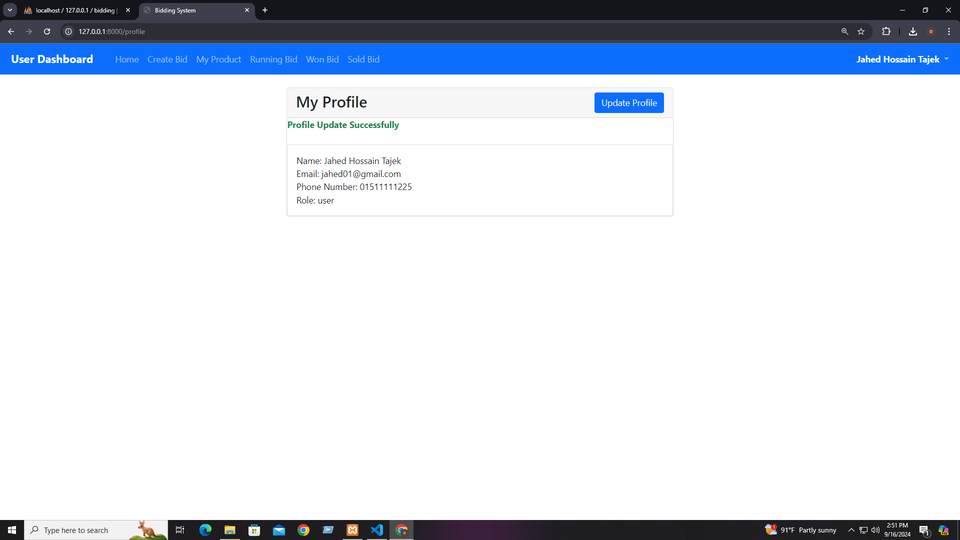 localhost / 127.0.0.1 / bidding |
Bidding System
127.0.0.1:8000/profile
User Dashboard
Home Create Bid My Product Running Bid Won Bid Sold Bid
Jahed Hossain Tajek
My Profile
Update Profile
Profile Update Successfully
Name: Jahed Hossain Tajek
Email: jahed01@gmail.com
Phone Number: 01511111225
Role: user
Type here to search
91°F Partly sunny
2:51 PM
9/16/2024